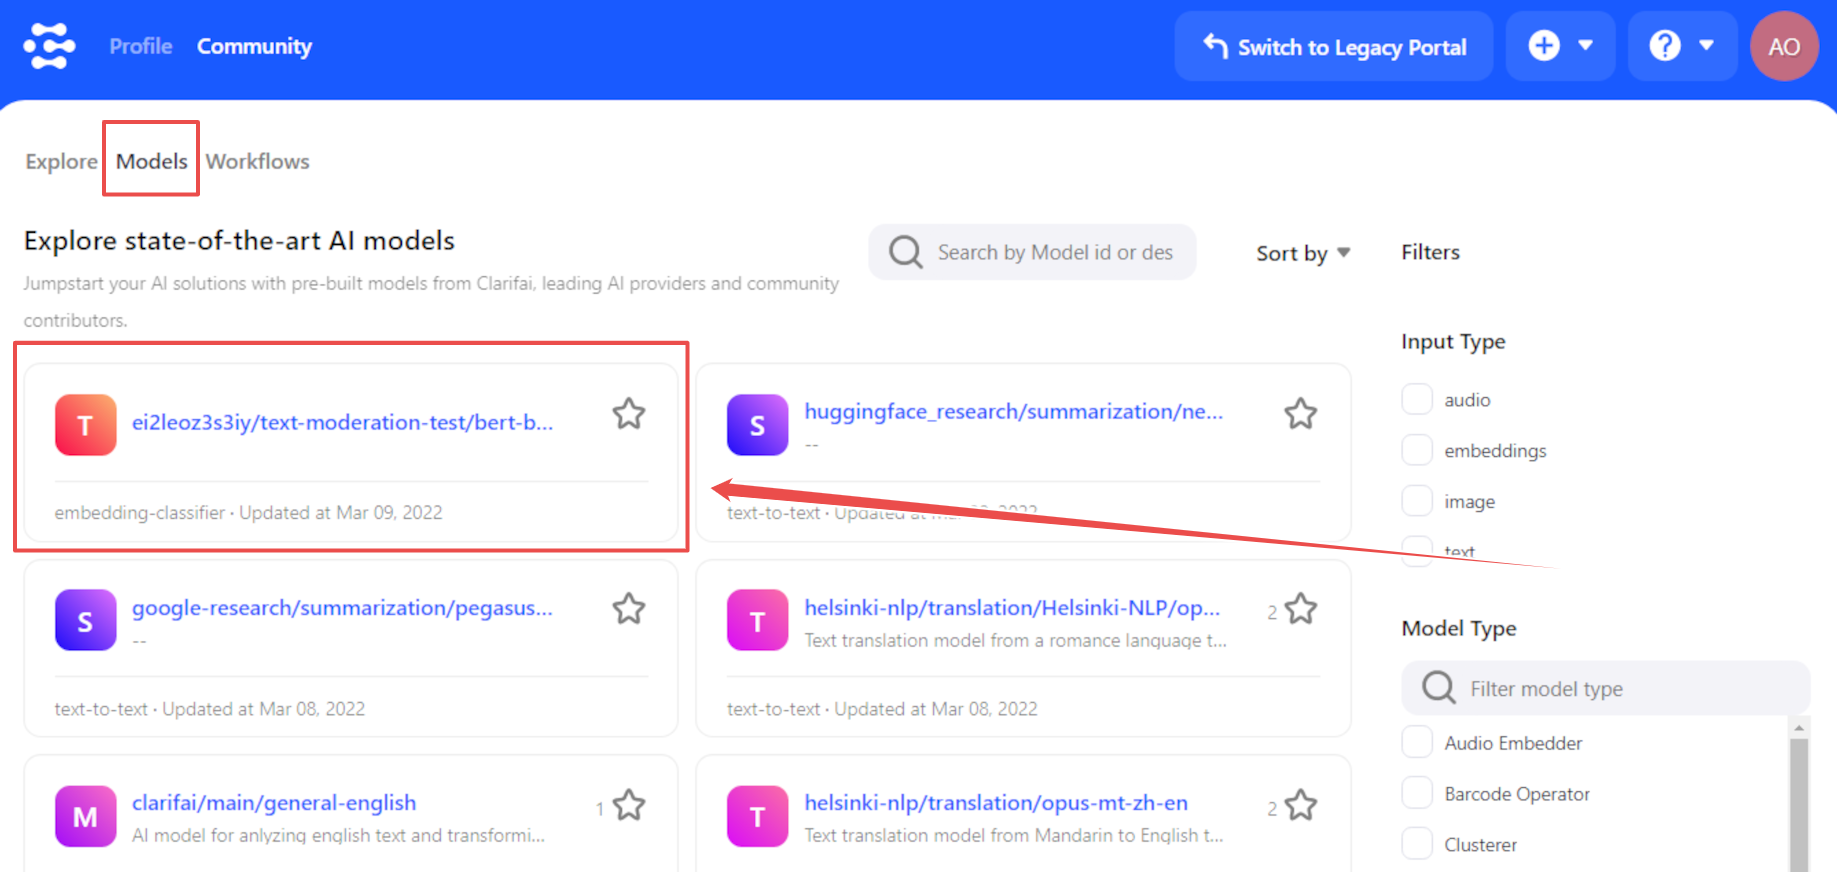 Profile Community
Switch to Legacy Portal
AO
Explore Models Workflows
Explore state-of-the-art AI models
Jumpstart your AI solutions with pre-built models from Clarifai, leading AI providers and community
contributors.
Search by Model id or des
Sort by
Filters
T
ei2leoz3s3iy/text-moderation-test/bert-b...
embedding-classifier · Updated at Mar 09, 2022
S
huggingface_research/summarization/ne...
--
text-to-text · Updated at 2022
S
google-research/summarization/pegasus...
--
text-to-text · Updated at Mar 08, 2022
T
helsinki-nlp/translation/Helsinki-NLP/op...
2
Text translation model from a romance language t...
text-to-text · Updated at Mar 08, 2022
M
clarifai/main/general-english
1
AI model for anlyzing english text and transformi...
T
helsinki-nlp/translation/opus-mt-zh-en
2
Text translation model from Mandarin to English t...
Input Type
audio
embeddings
image
text
Model Type
Filter model type
Audio Embedder
Barcode Operator
Clusterer